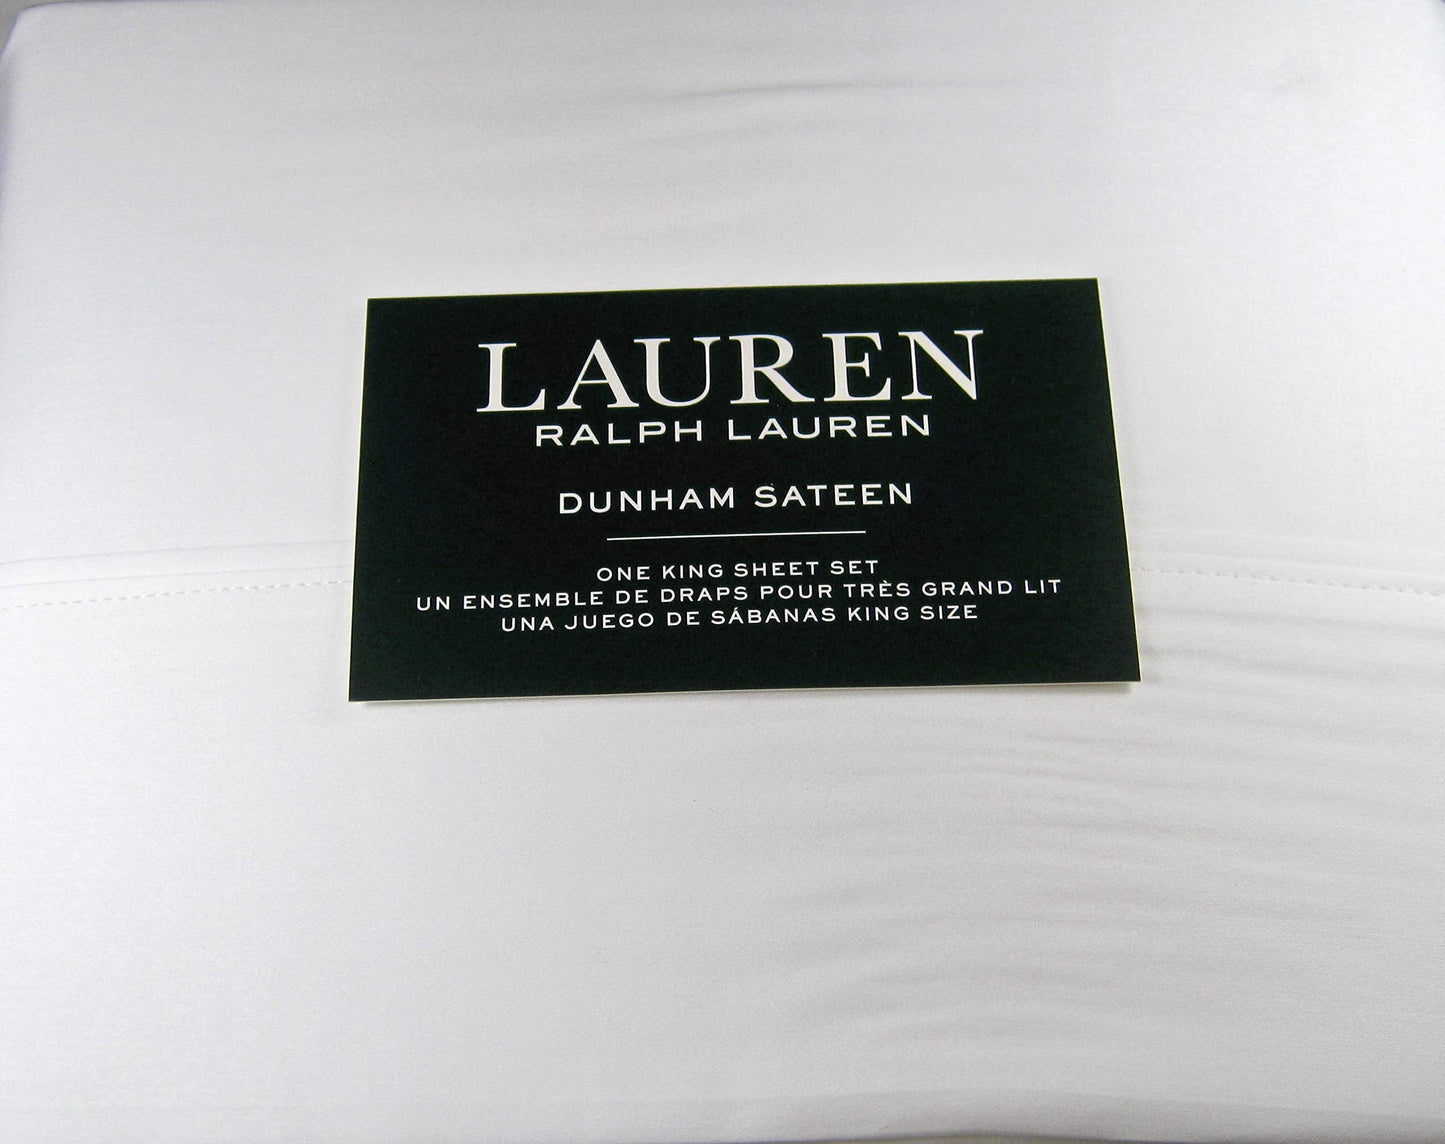 LAUREN
RALPH LAUREN
DUNHAM SATEEN
ONE KING SHEET SET
UN ENSEMBLE DE DRAPS POUR TRÈS GRAND LIT
UNA JUEGO DE SÁBANAS KING SIZE